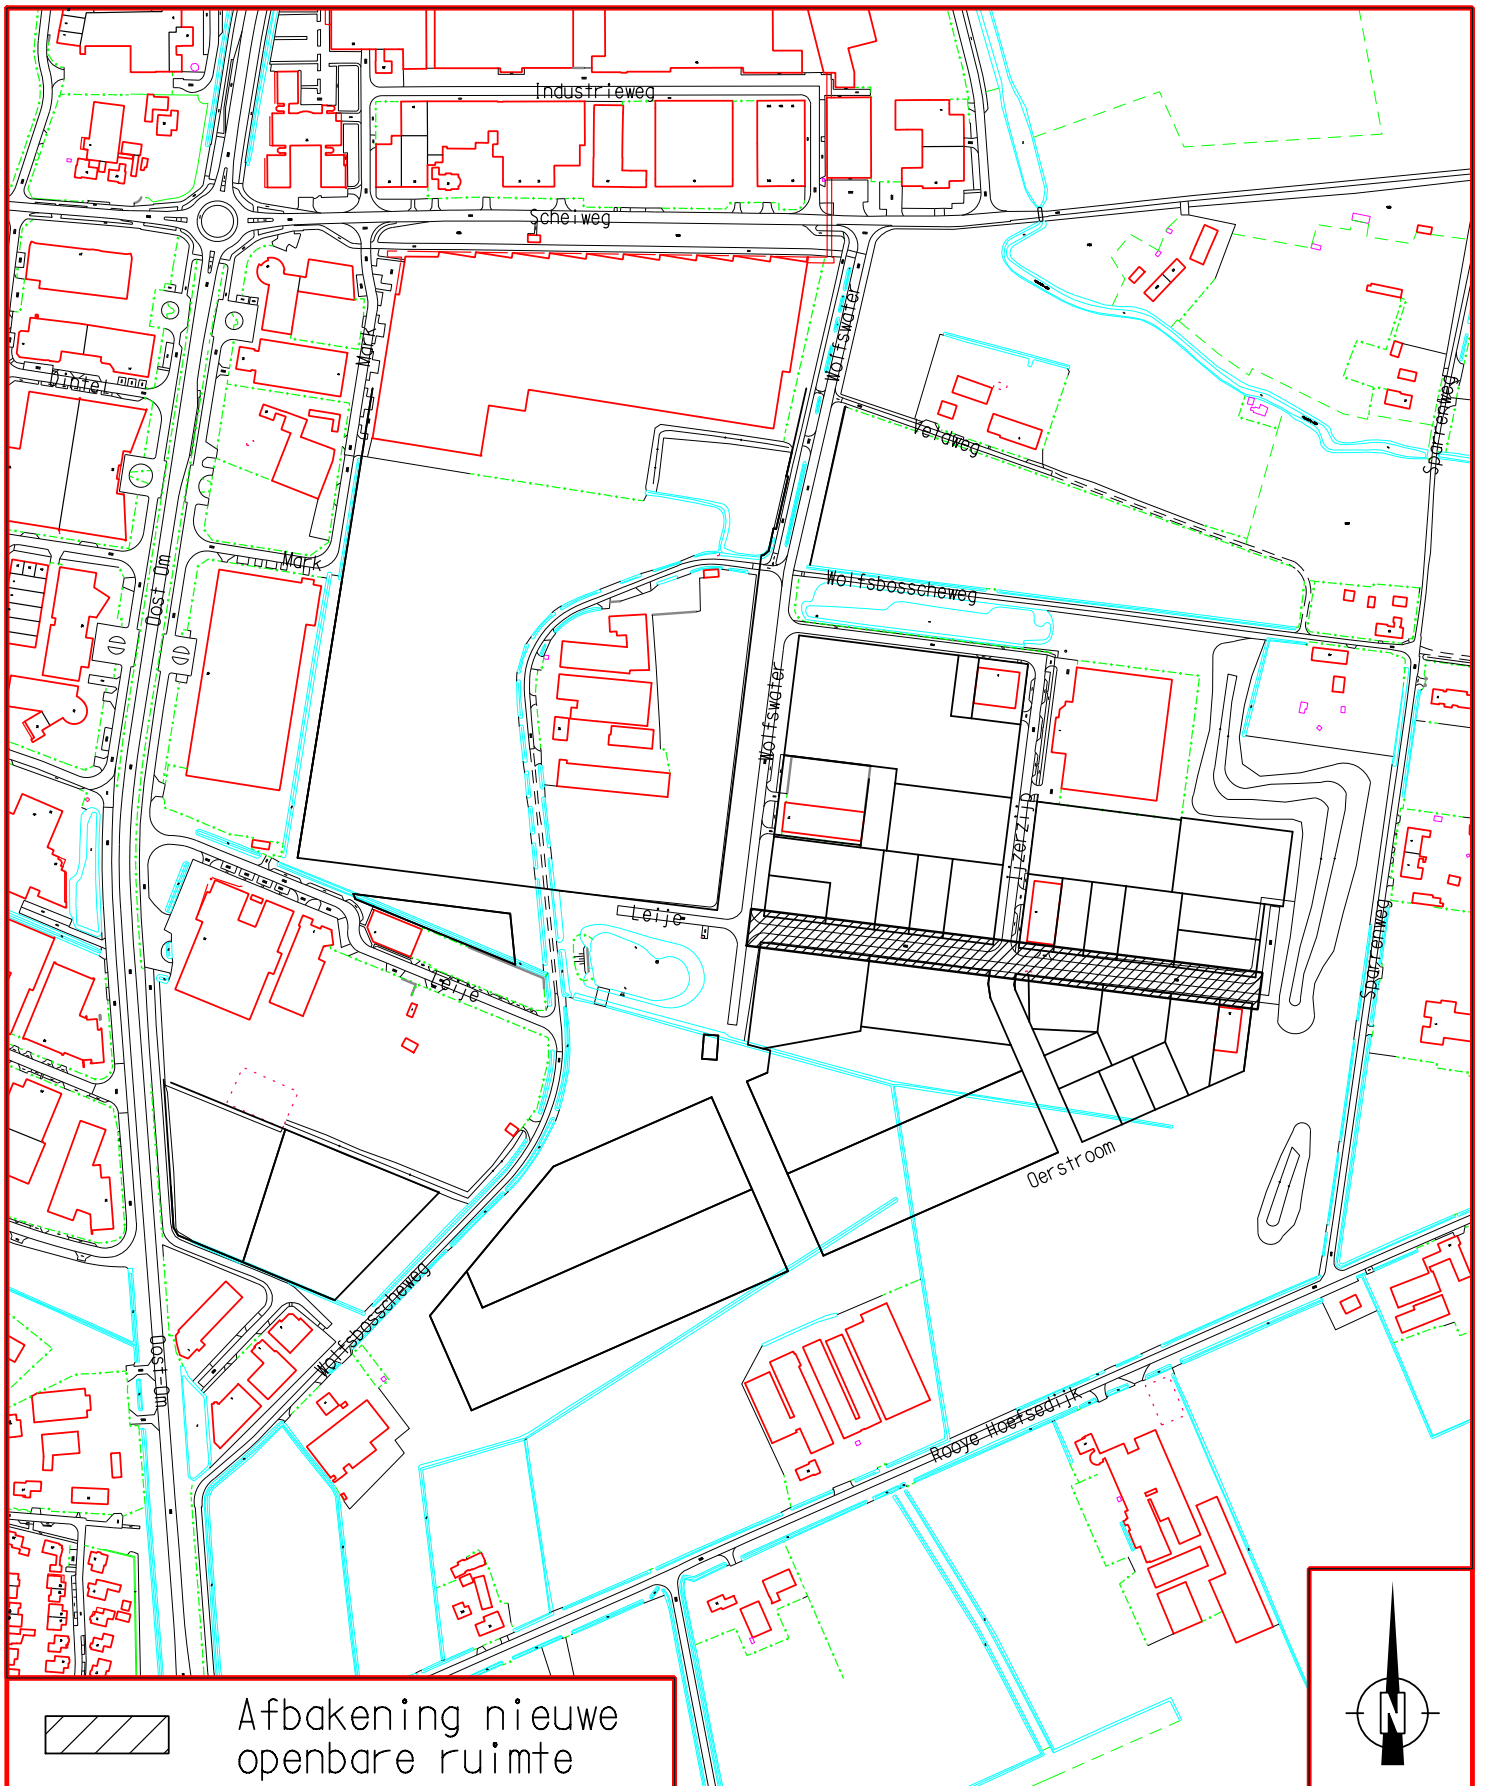 Industrieweg
Scheiweg
Wolfswater
Mark
Dintel
Sparrenweg
Veldweg
Mark
Oost Om
Wolfsbosscheweg
Wolfswater
IJzerzijp
Leije
Sparrenweg
Leije
Oerstroom
Wolfsbosscheweg
Oost-Om
Rooye Hoefsedijk
N
Afbakening nieuwe
openbare ruimte